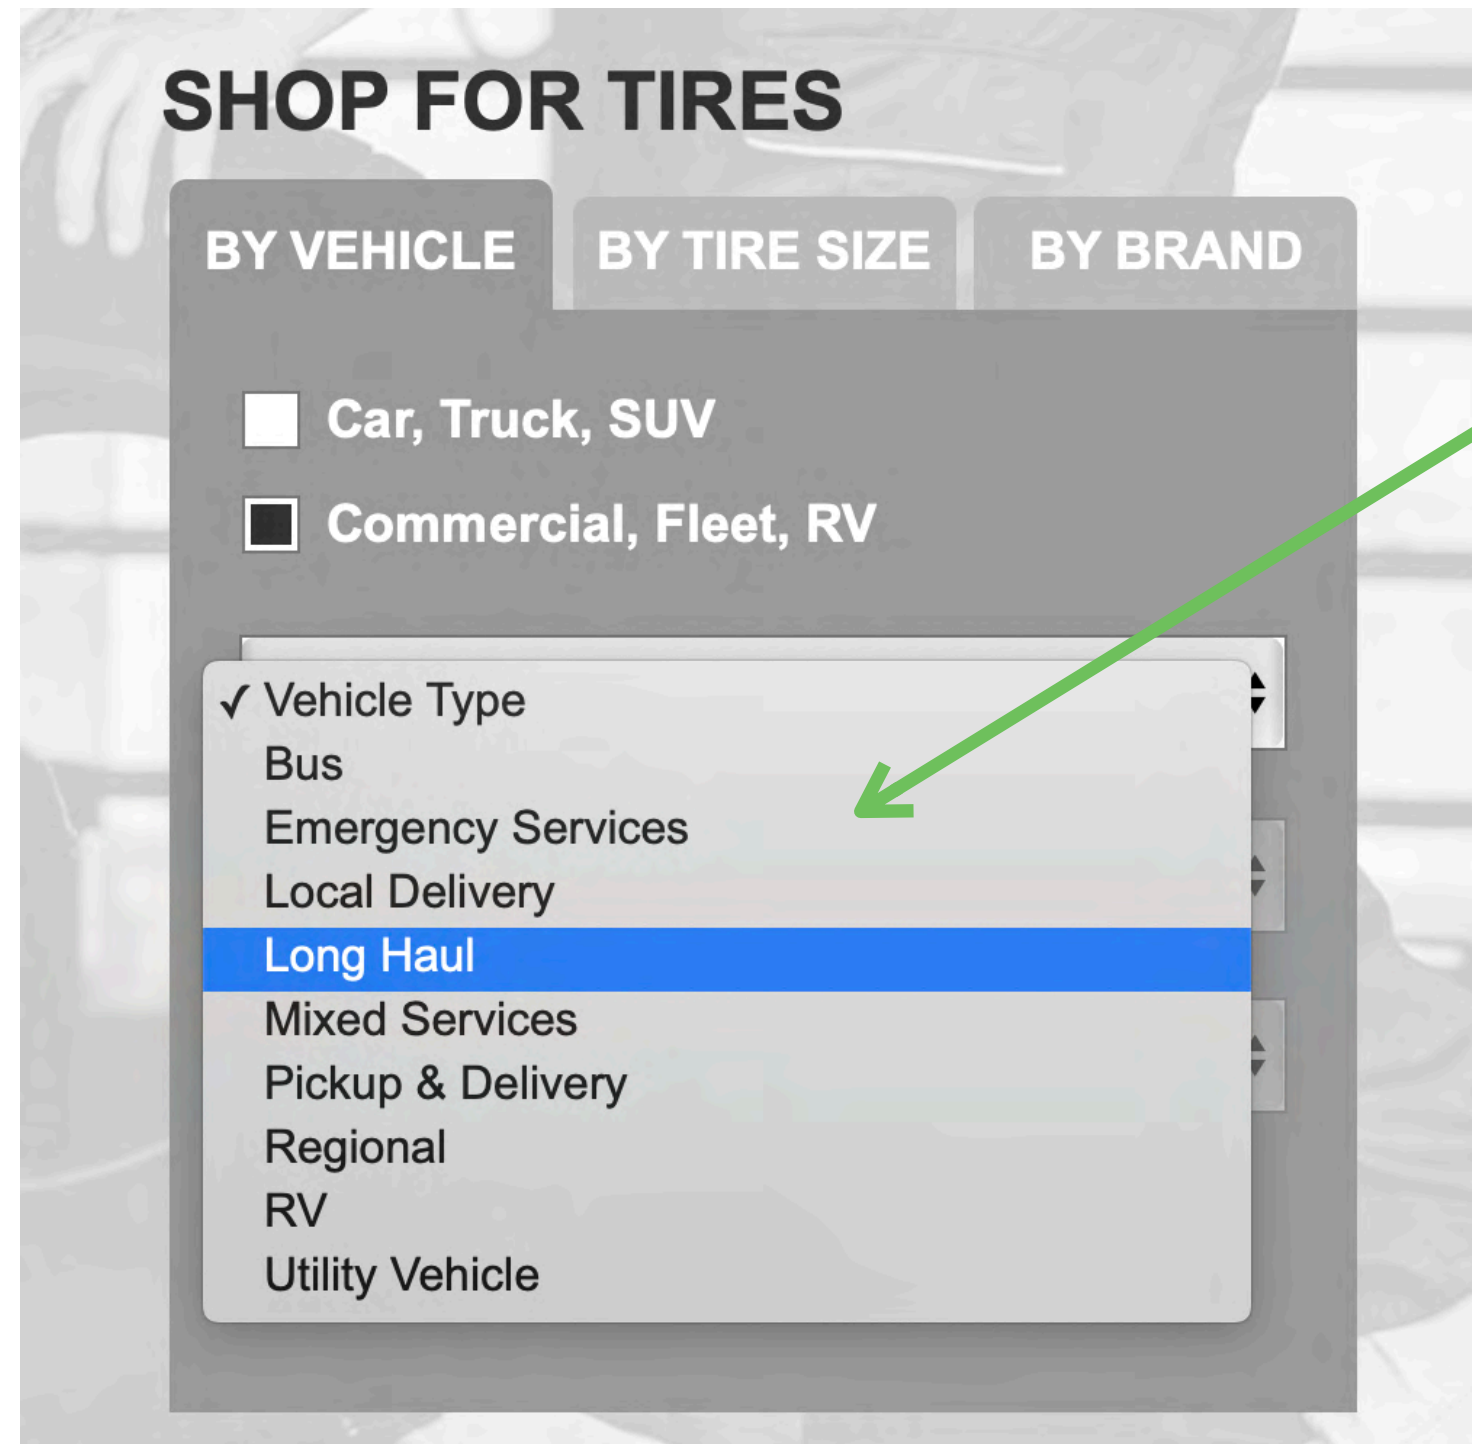 SHOP FOR TIRES
BY VEHICLE BY TIRE SIZE BY BRAND
Car, Truck, SUV
Commercial, Fleet, RV
✓ Vehicle Type
Bus
Emergency Services
Local Delivery
Long Haul
Mixed Services
Pickup & Delivery
Regional
RV
Utility Vehicle